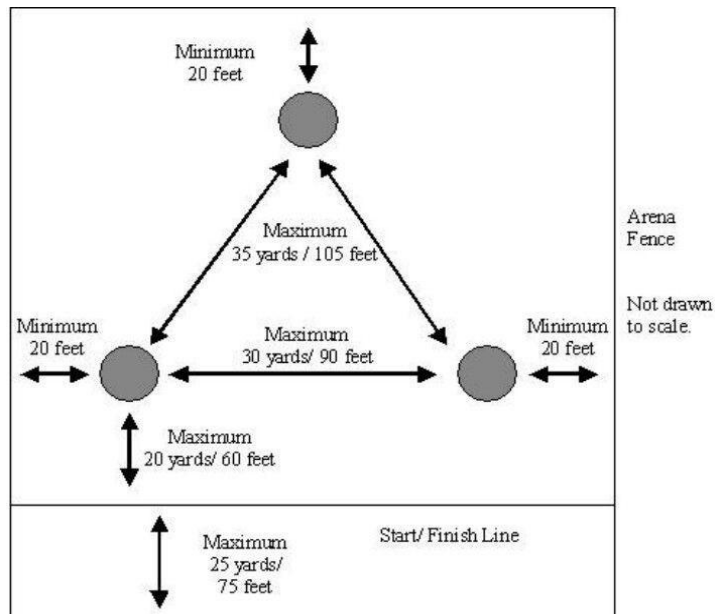 Minimum
20 feet
Maximum
35 yards / 105 feet
Arena
Fence
Not drawn
to scale.
Minimum
20 feet
Maximum
30 yards/ 90 feet
Minimum
20 feet
Maximum
20 yards/ 60 feet
Start/ Finish Line
Maximum
25 yards/
75 feet